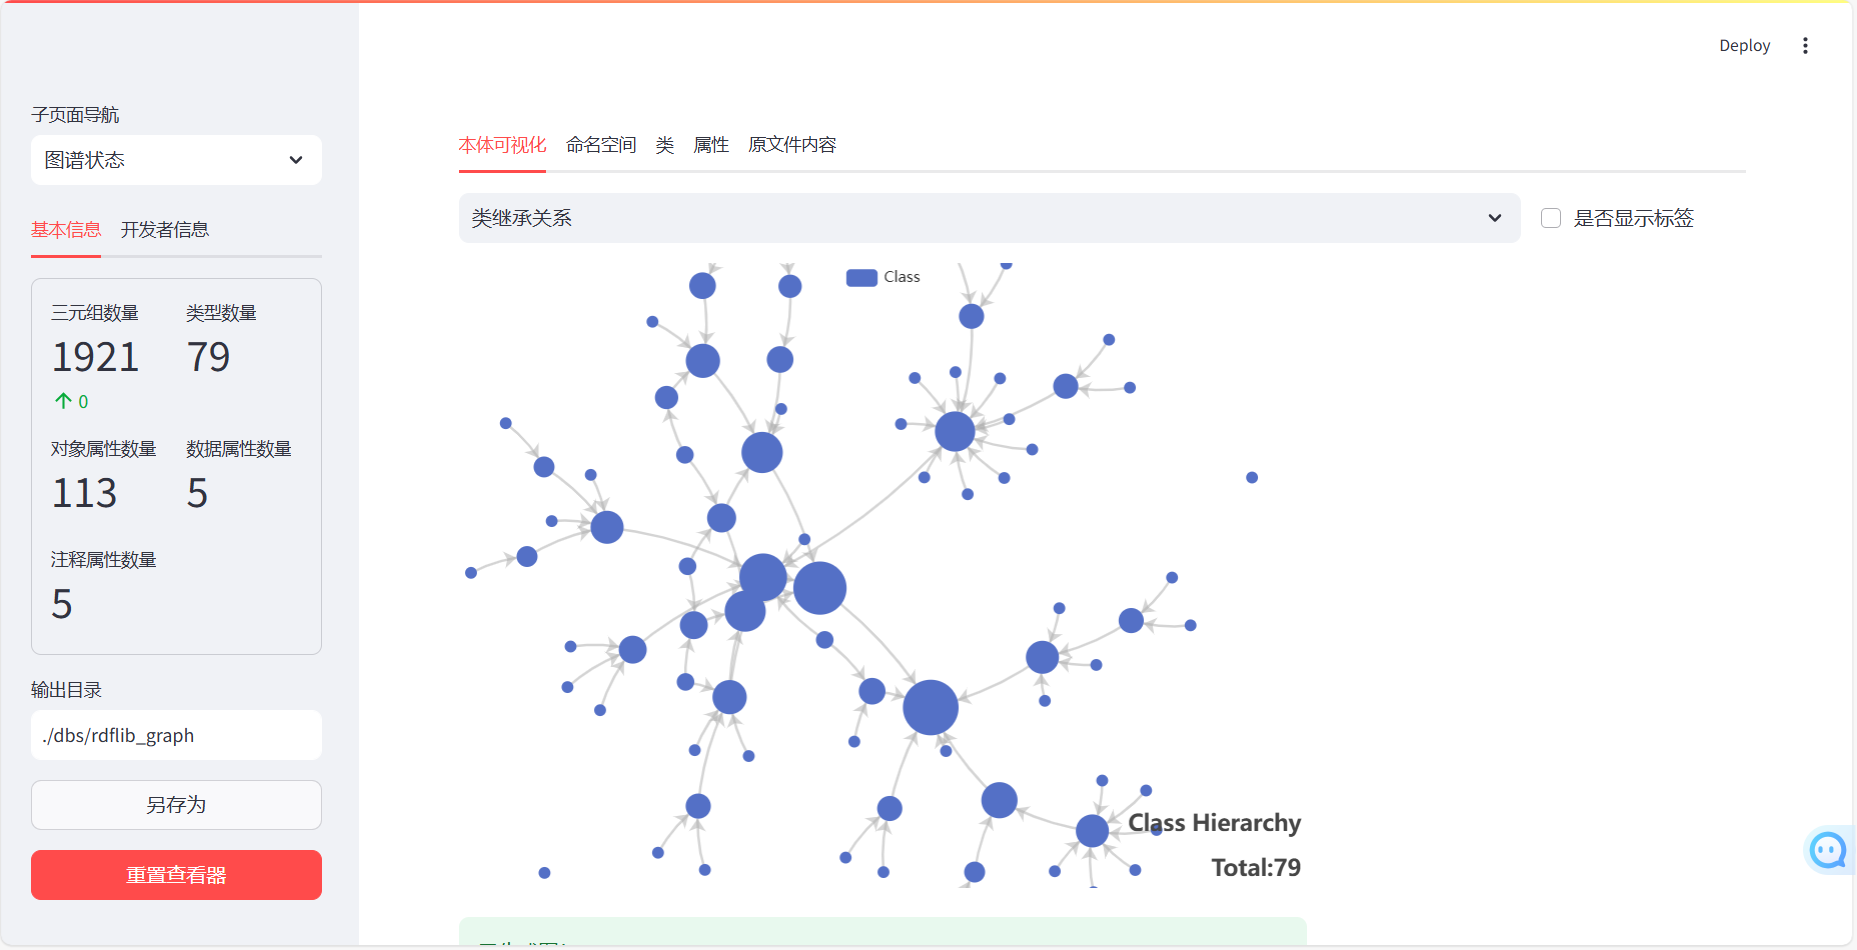 Deploy
子页面导航
图谱状态
基本信息 开发者信息
三元组数量 类型数量
1921 79
0
对象属性数量 数据属性数量
113 5
注释属性数量
5
输出目录
./dbs/rdflib_graph
另存为
重置查看器
本体可视化 命名空间 类 属性 原文件内容
类继承关系
是否显示标签
Class
Class Hierarchy
Total:79